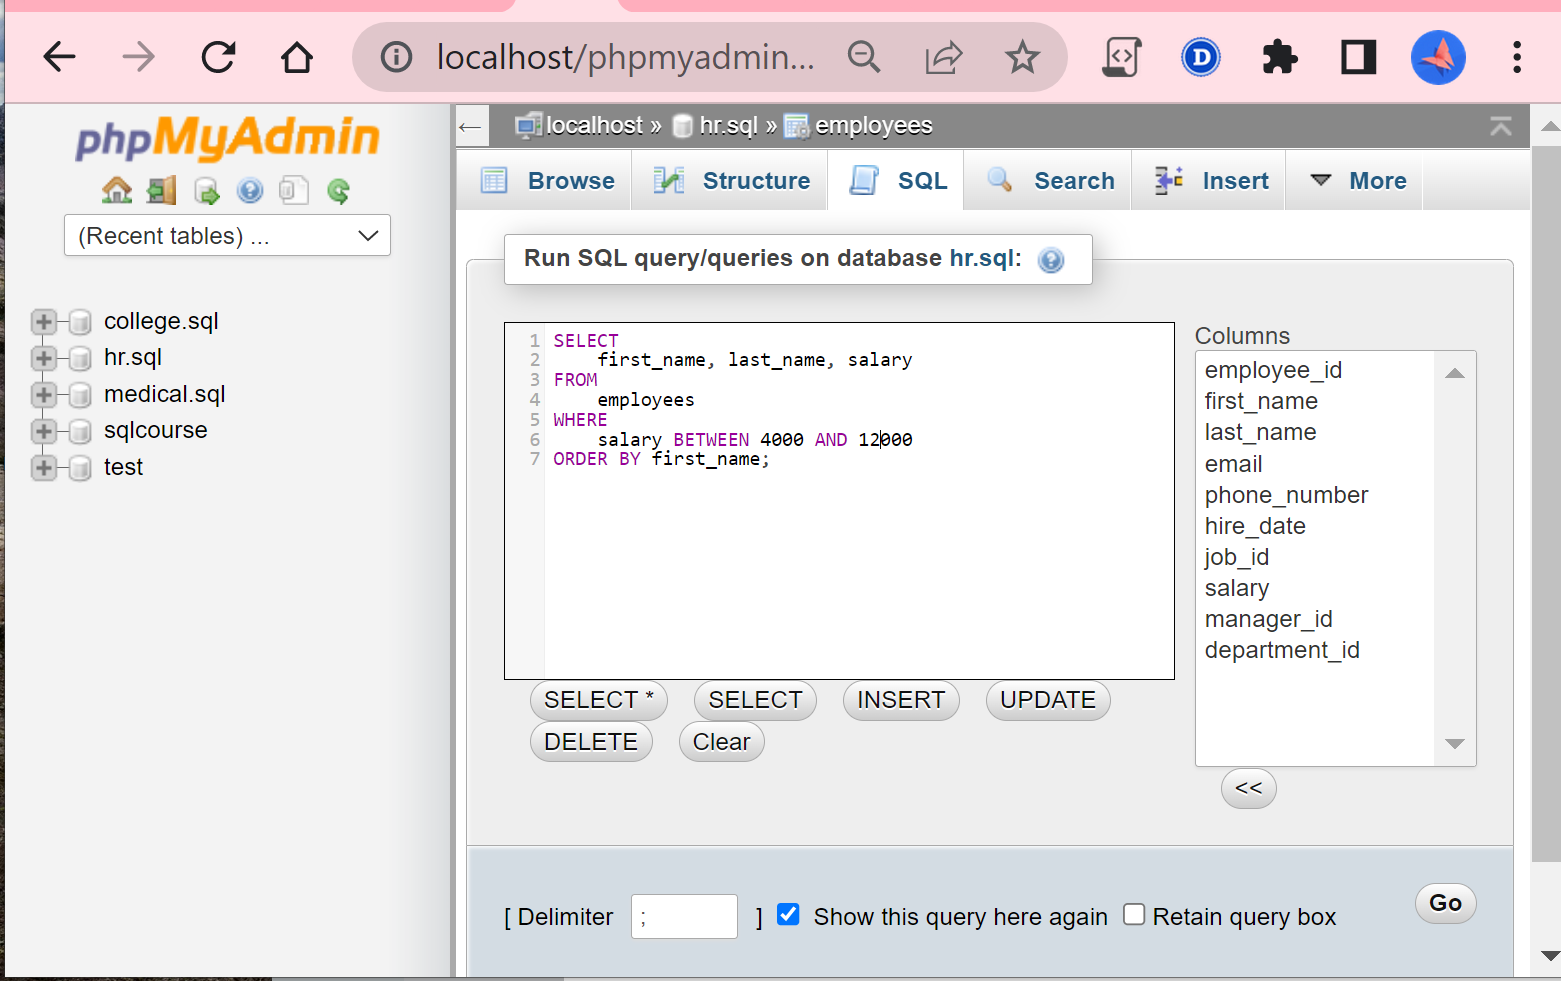 localhost/phpmyadmin...
phpMyAdmin
(Recent tables) ...
college.sql
hr.sql
medical.sql
sqlcourse
test
localhost » hr.sql » employees
Browse Structure SQL Search Insert More
Run SQL query/queries on database hr.sql:
1 SELECT
2 first_name, last_name, salary
3 FROM
4 employees
5 WHERE
6 salary BETWEEN 4000 AND 12000
7 ORDER BY first_name;
SELECT * SELECT INSERT UPDATE
DELETE Clear
Columns
employee_id
first_name
last_name
email
phone_number
hire_date
job_id
salary
manager_id
department_id
<<
[ Delimiter ; ] Show this query here again Retain query box
Go